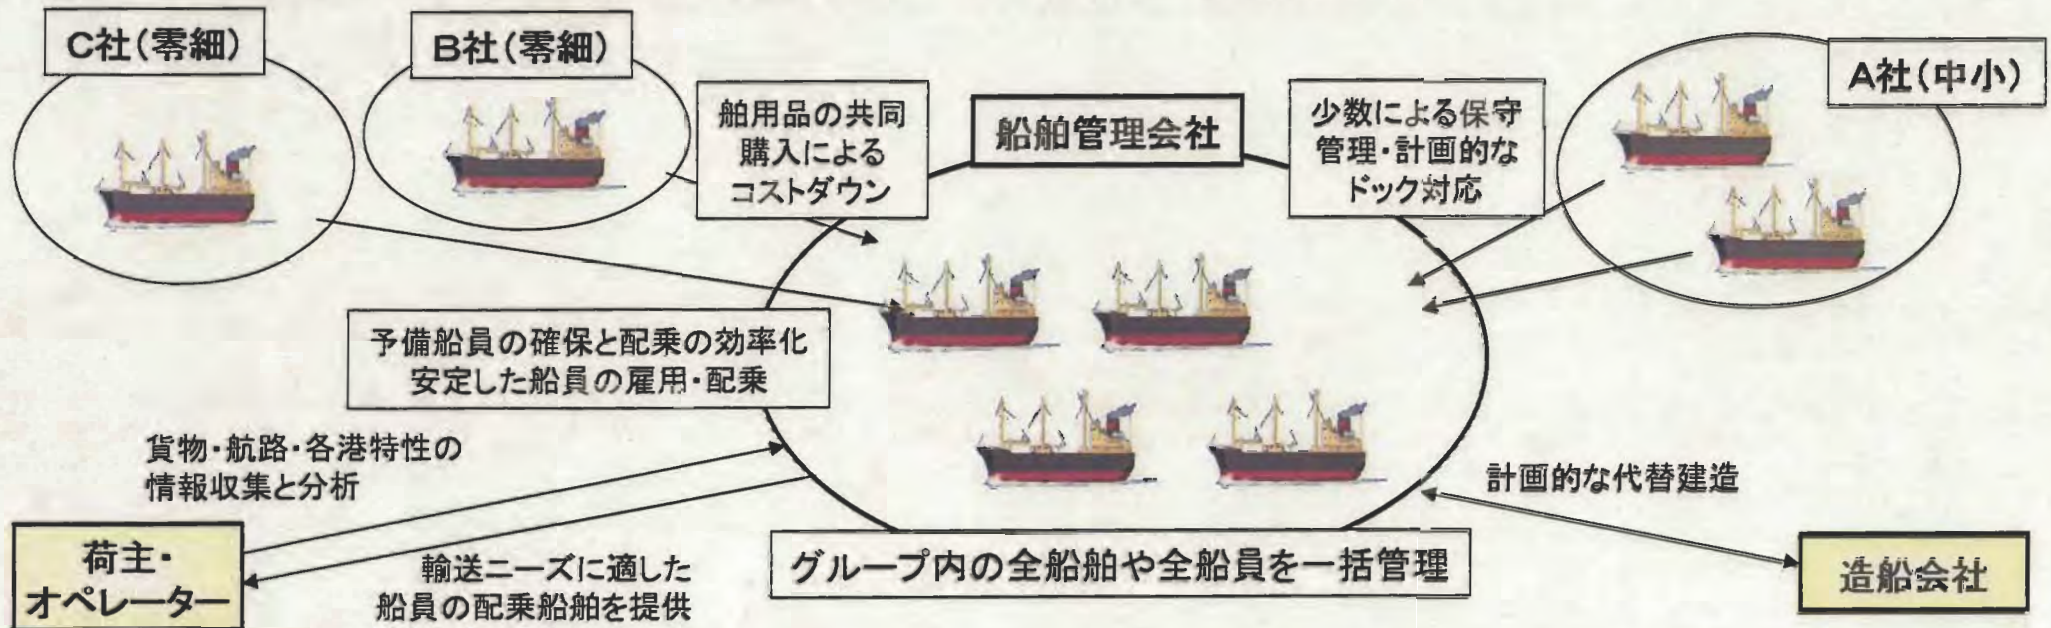 C社(零細)
B社(零細)
舶用品の共同
購入による
コストダウン
船舶管理会社
少数による保守
管理・計画的な
ドック対応
A社(中小)
予備船員の確保と配乗の効率化
安定した船員の雇用・配乗
貨物・航路・各港特性の
情報収集と分析
荷主・
オペレーター
輸送ニーズに適した
船員の配乗船舶を提供
グループ内の全船舶や全船員を一括管理
計画的な代替建造
造船会社